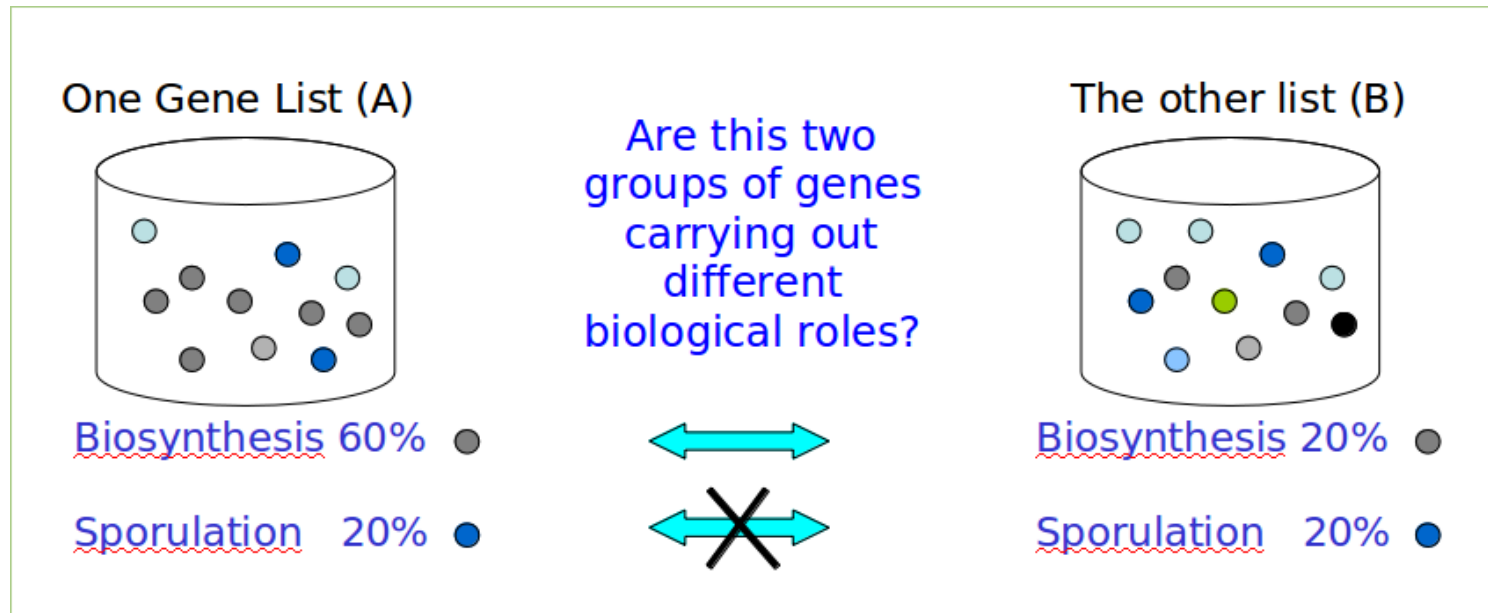 One Gene List (A)
Are this two
groups of genes
carrying out
different
biological roles?
The other list (B)
Biosynthesis 60%
Sporulation 20%
Biosynthesis 20%
Sporulation 20%